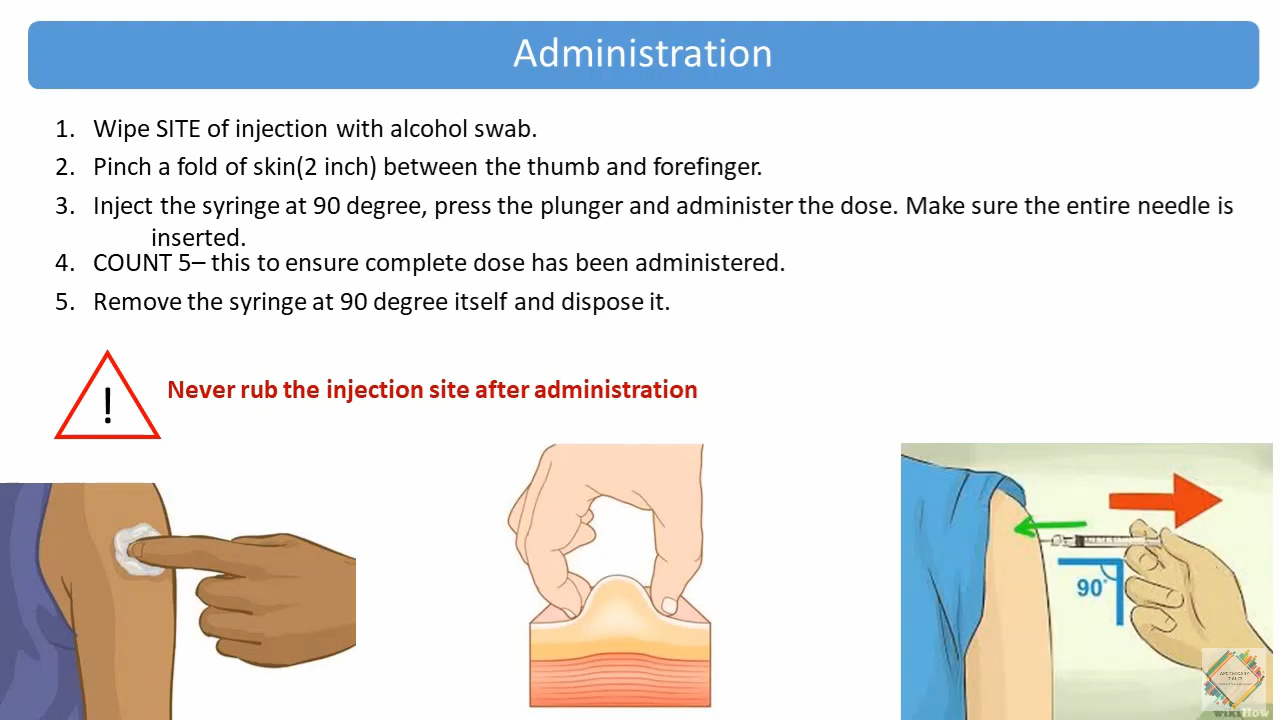 Administration
1. Wipe SITE of injection with alcohol swab.
2. Pinch a fold of skin(2 inch) between the thumb and forefinger.
3. Inject the syringe at 90 degree, press the plunger and administer the dose. Make sure the entire needle is
inserted.
4. COUNT 5– this to ensure complete dose has been administered.
5. Remove the syringe at 90 degree itself and dispose it.
!
Never rub the injection site after administration
90°
wikiHow